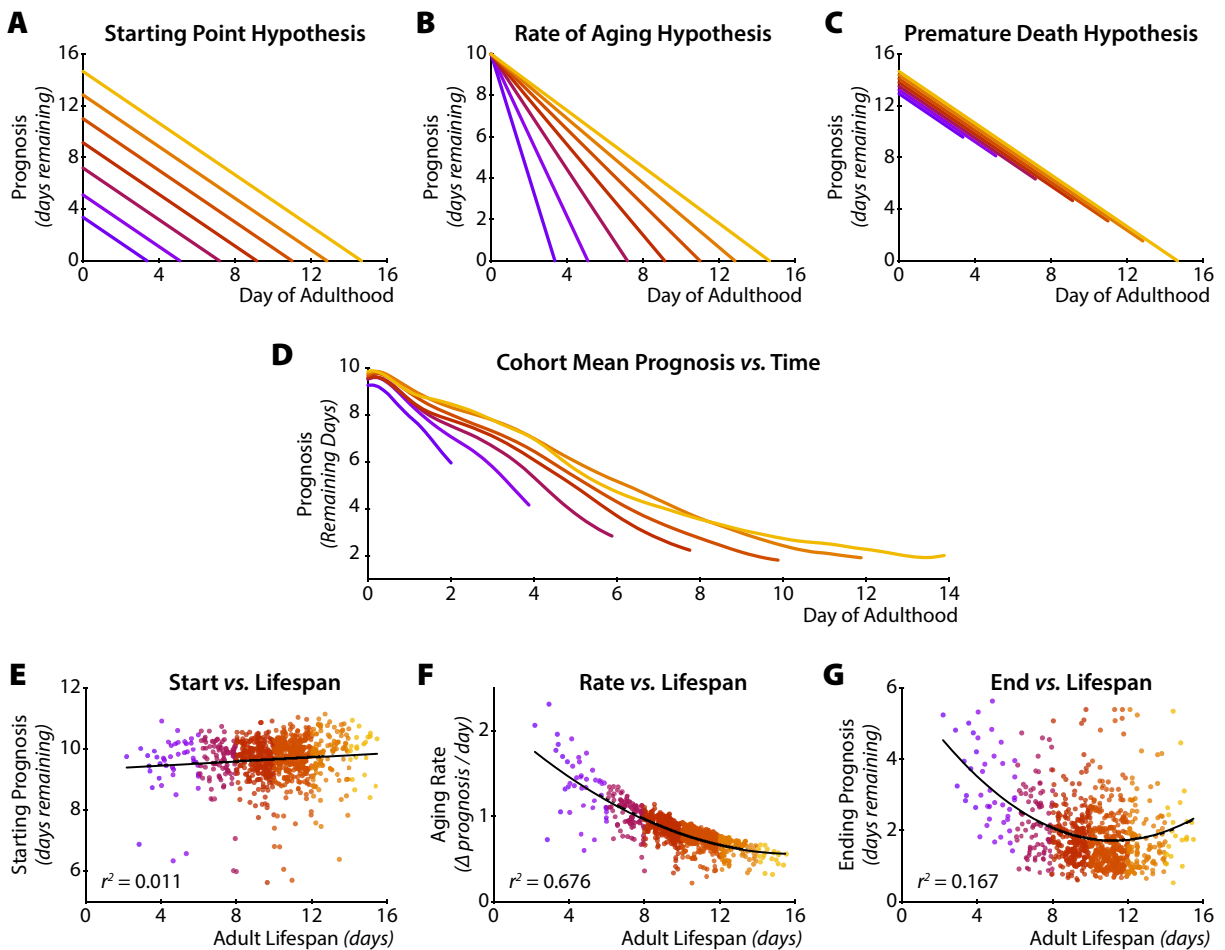 A
Starting Point Hypothesis
Prognosis
(days remaining)
16
12
8
4
0
0
4
8
12
16
Day of Adulthood
B
Rate of Aging Hypothesis
Prognosis
(days remaining)
10
8
6
4
2
0
0
4
8
12
16
Day of Adulthood
C
Premature Death Hypothesis
Prognosis
(days remaining)
16
12
8
4
0
0
4
8
12
16
Day of Adulthood
D
Cohort Mean Prognosis vs. Time
Prognosis
(Remaining Days)
10
8
6
4
2
0
2
4
6
8
10
12
14
Day of Adulthood
E
Start vs. Lifespan
Starting Prognosis
(days remaining)
12
10
8
6
r² = 0.011
0
4
8
12
16
Adult Lifespan (days)
F
Rate vs. Lifespan
Aging Rate
(Δ prognosis / day)
2
1
0
r² = 0.676
0
4
8
12
16
Adult Lifespan (days)
G
End vs. Lifespan
Ending Prognosis
(days remaining)
6
4
2
0
r² = 0.167
0
4
8
12
16
Adult Lifespan (days)